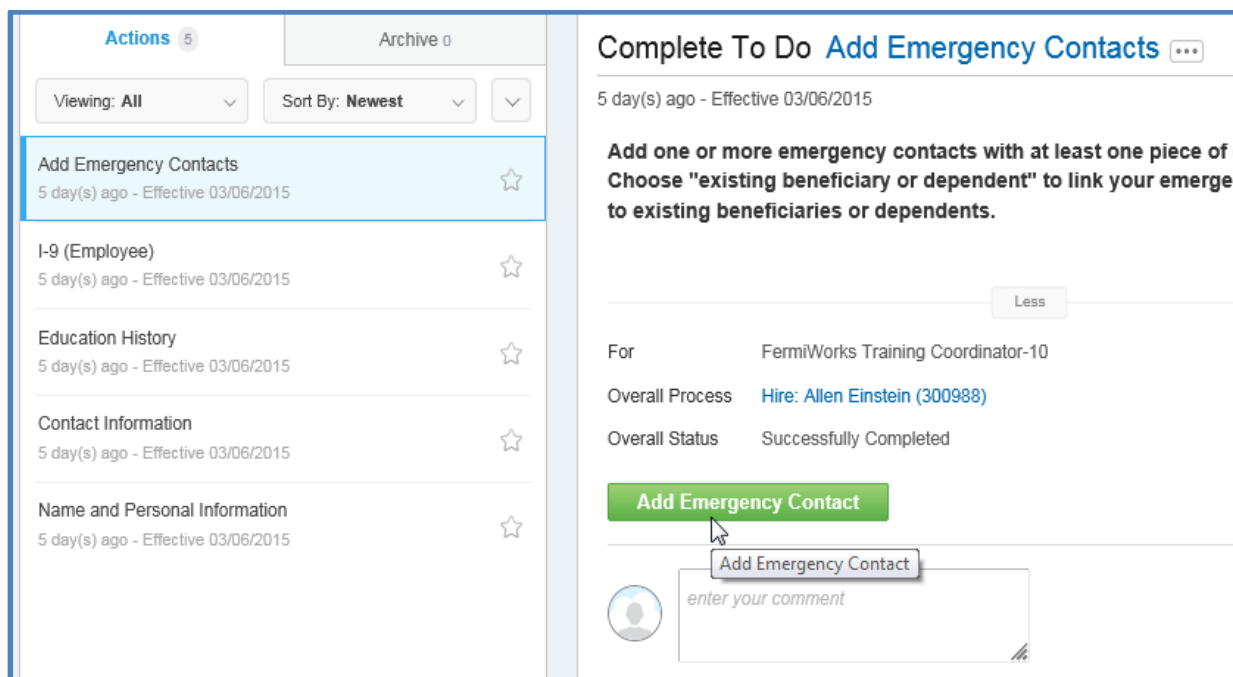 Actions 5
Archive 0
Viewing: All
Sort By: Newest
Add Emergency Contacts
5 day(s) ago - Effective 03/06/2015
I-9 (Employee)
5 day(s) ago - Effective 03/06/2015
Education History
5 day(s) ago - Effective 03/06/2015
Contact Information
5 day(s) ago - Effective 03/06/2015
Name and Personal Information
5 day(s) ago - Effective 03/06/2015
Complete To Do Add Emergency Contacts
5 day(s) ago - Effective 03/06/2015
Add one or more emergency contacts with at least one piece of
Choose "existing beneficiary or dependent" to link your emerge
to existing beneficiaries or dependents.
Less
For FermiWorks Training Coordinator-10
Overall Process Hire: Allen Einstein (300988)
Overall Status Successfully Completed
Add Emergency Contact
Add Emergency Contact
enter your comment